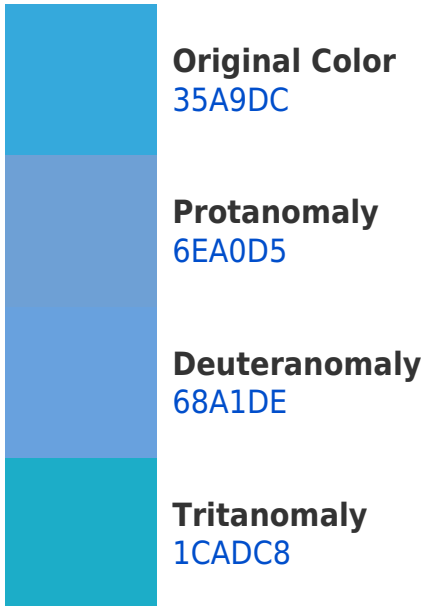 Original Color
35A9DC
Protanomaly
6EA0D5
Deuteranomaly
68A1DE
Tritanomaly
1CADC8